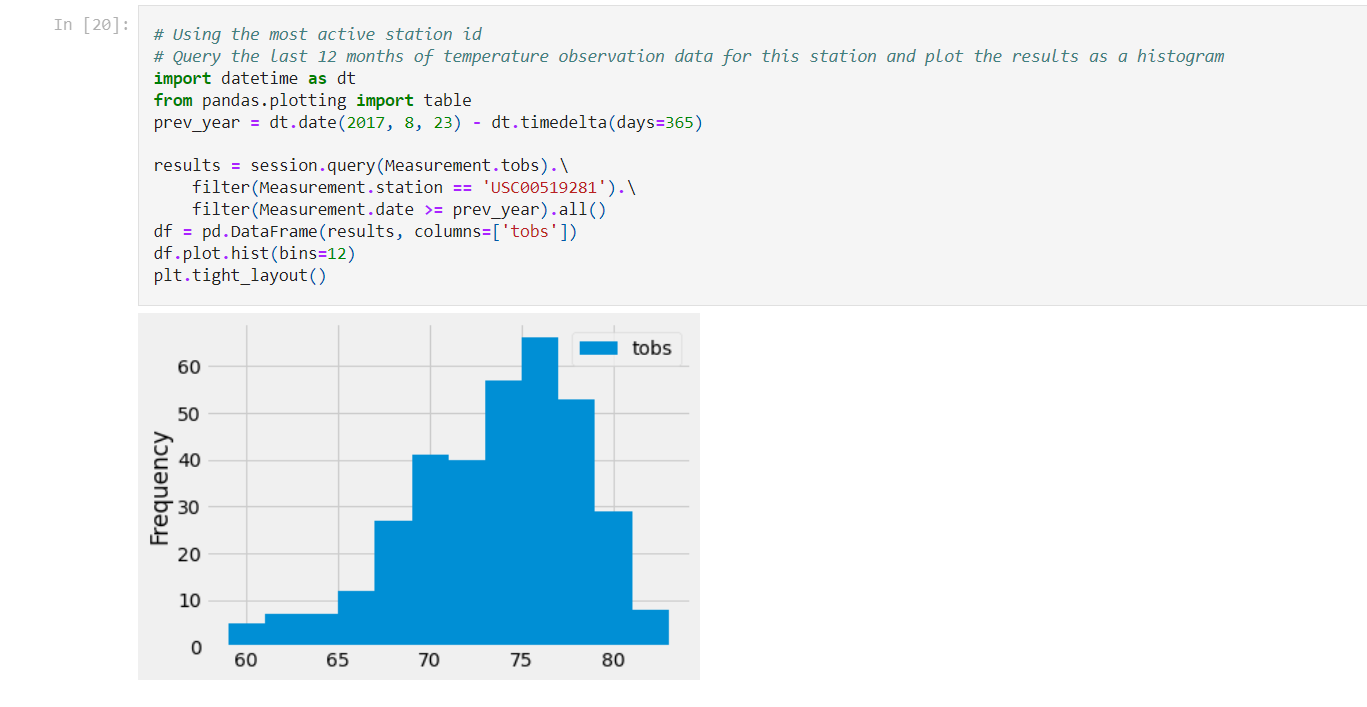 In [20]:
# Using the most active station id
# Query the last 12 months of temperature observation data for this station and plot the results as a histogram
import datetime as dt
from pandas.plotting import table
prev_year = dt.date(2017, 8, 23) - dt.timedelta(days=365)
results = session.query(Measurement.tobs).\
    filter(Measurement.station == 'USC00519281').\
    filter(Measurement.date >= prev_year).all()
df = pd.DataFrame(results, columns=['tobs'])
df.plot.hist(bins=12)
plt.tight_layout()
tobs
Frequency
60
50
40
30
20
10
0
60 65 70 75 80